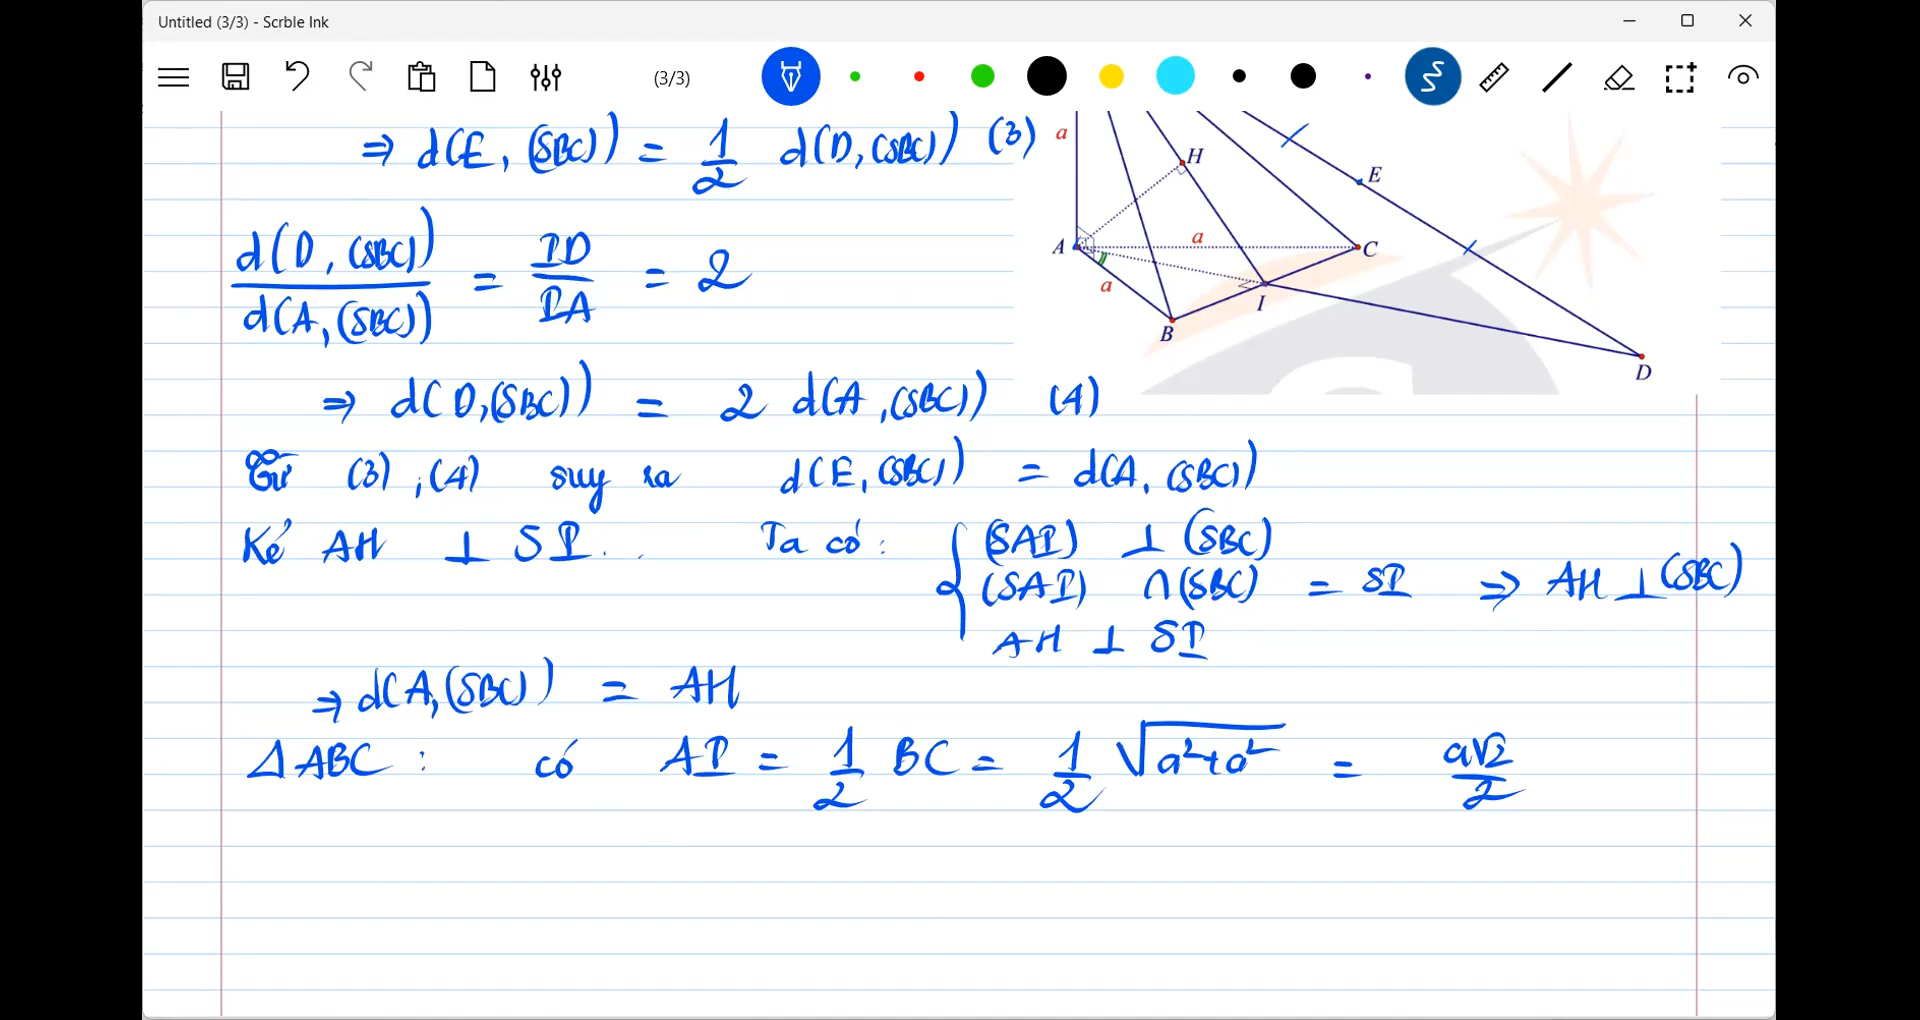 Untitled (3/3) - Scrble Ink
(3/3)
⇒ d(E, (SBC)) = 1/2 d(D, (SBC)) (3)
d(D, (SBC)) / d(A, (SBC)) = ID / IA = 2
⇒ d(D, (SBC)) = 2 d(A, (SBC)) (4)
Từ (3), (4) suy ra d(E, (SBC)) = d(A, (SBC))
Kẻ AH ⊥ SI. Ta có: { (SAI) ⊥ (SBC)
(SAI) ∩ (SBC) = SI ⇒ AH ⊥ (SBC)
AH ⊥ SI
⇒ d(A, (SBC)) = AH
Δ ABC: có AI = 1/2 BC = 1/2 √(a²+a²) = a√2/2
a
H
E
A
a
C
a
I
B
D